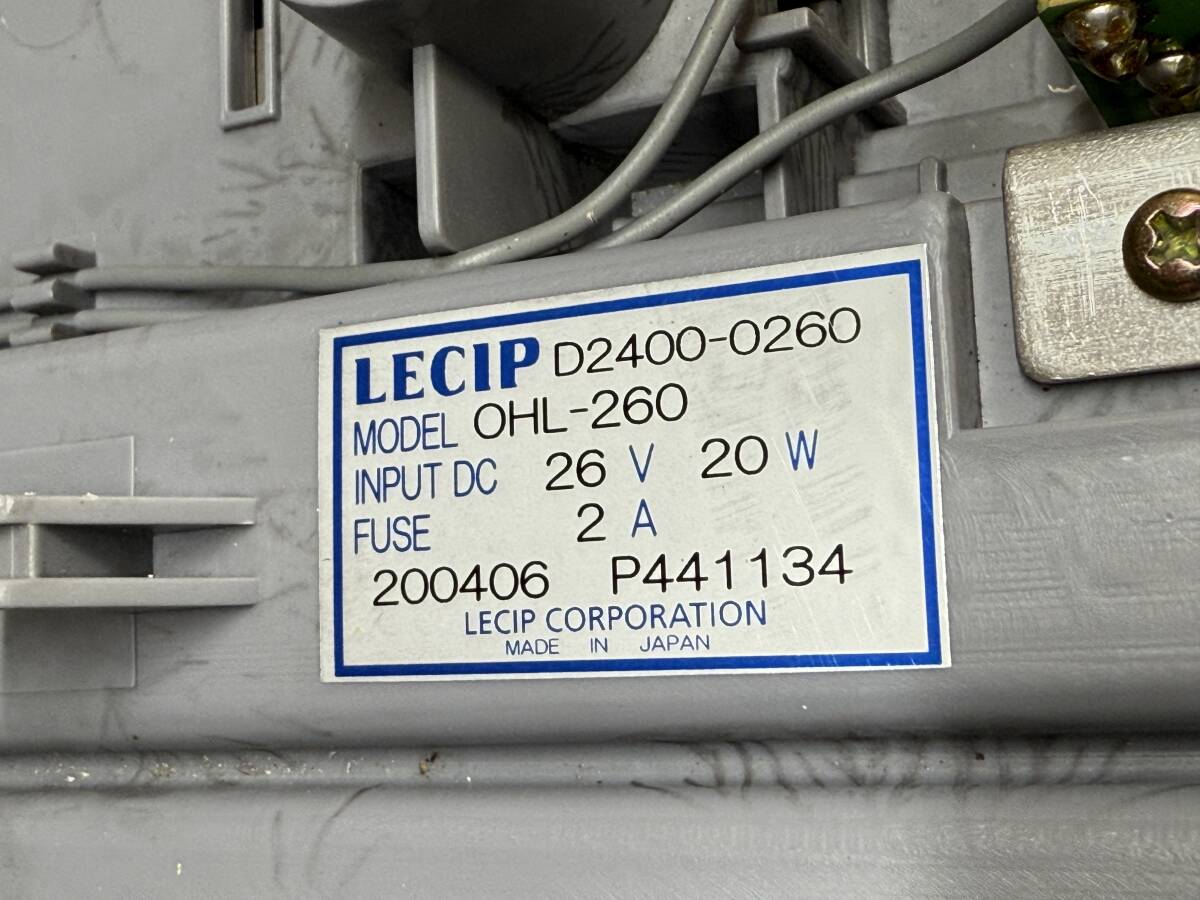 LECIP D2400-0260
MODEL OHL-260
INPUT DC 26 V 20 W
FUSE 2 A
200406 P441134
LECIP CORPORATION
MADE IN JAPAN